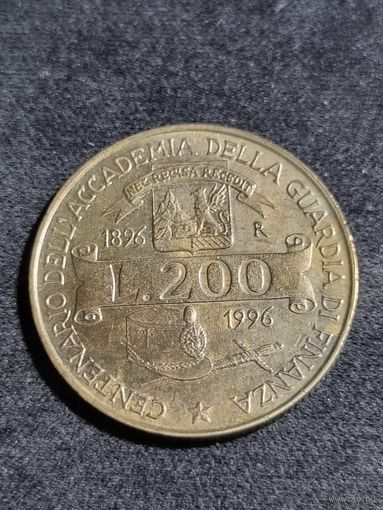 CENTENARIO DELL'ACCADEMIA DELLA GUARDIA DI FINANZA
NEC RECISA RECEDIT
1896 R
L.200
1996